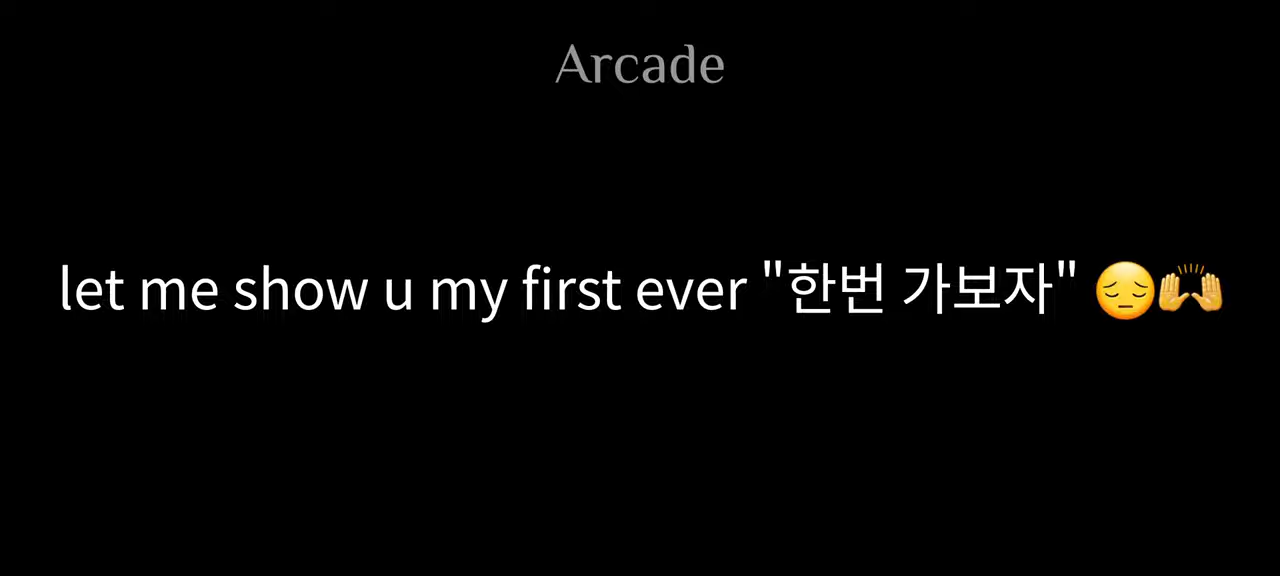 Arcade
let me show u my first ever "한번 가보자" 😔🙌